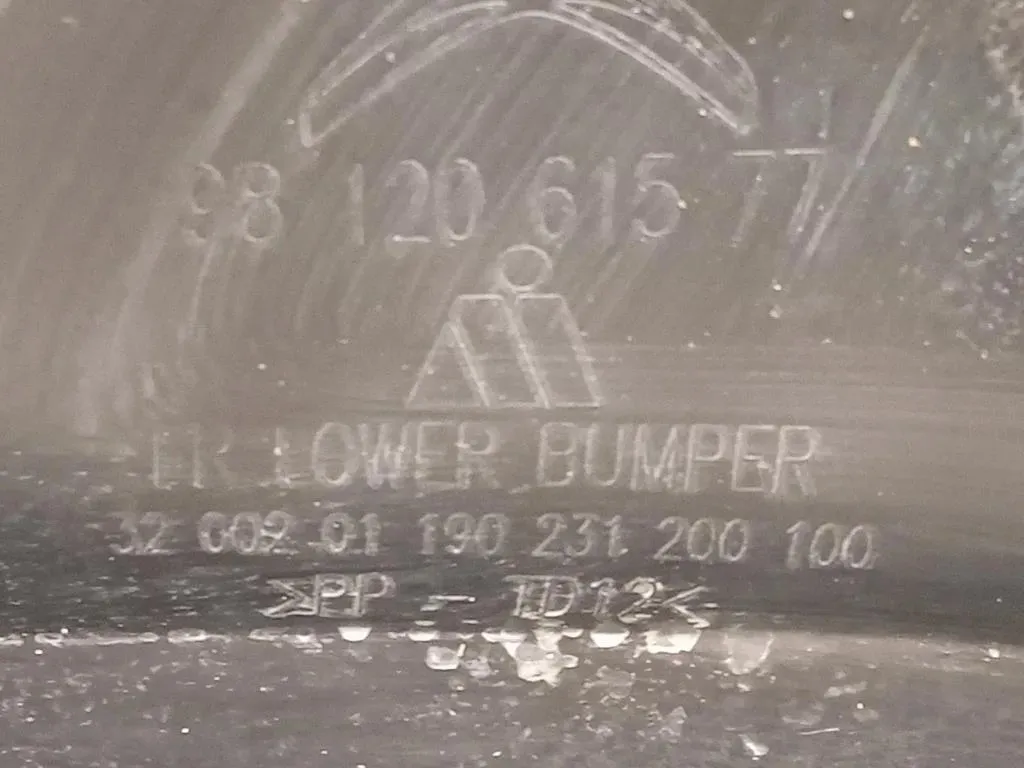 98 120 615 77
LOWER BUMPER
32 002 01 190 231 200 100
>PP - TD12<